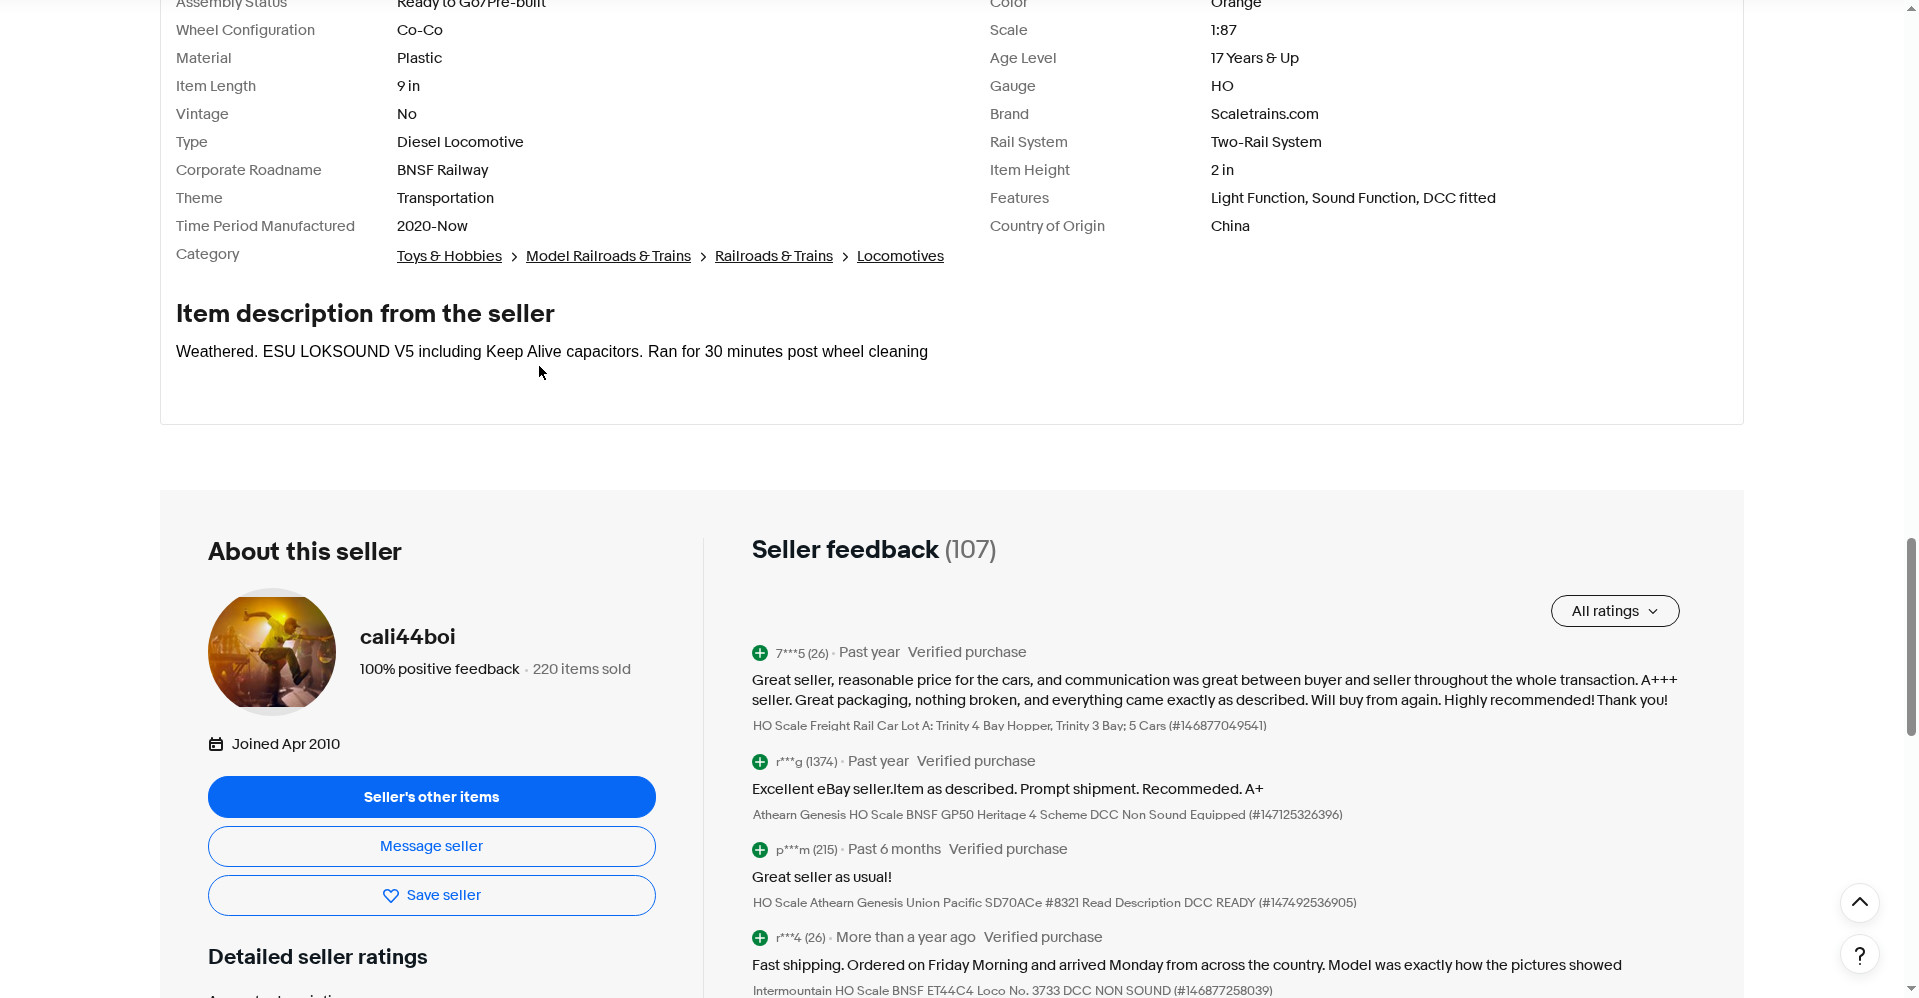 Assembly Status Ready to Go/Pre-built Color Orange
Wheel Configuration Co-Co Scale 1:87
Material Plastic Age Level 17 Years & Up
Item Length 9 in Gauge HO
Vintage No Brand Scaletrains.com
Type Diesel Locomotive Rail System Two-Rail System
Corporate Roadname BNSF Railway Item Height 2 in
Theme Transportation Features Light Function, Sound Function, DCC fitted
Time Period Manufactured 2020-Now Country of Origin China
Category Toys & Hobbies > Model Railroads & Trains > Railroads & Trains > Locomotives
Item description from the seller
Weathered. ESU LOKSOUND V5 including Keep Alive capacitors. Ran for 30 minutes post wheel cleaning
About this seller
cali44boi
100% positive feedback · 220 items sold
Joined Apr 2010
Seller's other items
Message seller
Save seller
Detailed seller ratings
Seller feedback (107)
All ratings
7***5 (26) · Past year Verified purchase
Great seller, reasonable price for the cars, and communication was great between buyer and seller throughout the whole transaction. A+++
seller. Great packaging, nothing broken, and everything came exactly as described. Will buy from again. Highly recommended! Thank you!
HO Scale Freight Rail Car Lot A: Trinity 4 Bay Hopper, Trinity 3 Bay; 5 Cars (#146877049541)
r***g (1374) · Past year Verified purchase
Excellent eBay seller.Item as described. Prompt shipment. Recommeded. A+
Athearn Genesis HO Scale BNSF GP50 Heritage 4 Scheme DCC Non Sound Equipped (#147125326396)
p***m (215) · Past 6 months Verified purchase
Great seller as usual!
HO Scale Athearn Genesis Union Pacific SD70ACe #8321 Read Description DCC READY (#147492536905)
r***4 (26) · More than a year ago Verified purchase
Fast shipping. Ordered on Friday Morning and arrived Monday from across the country. Model was exactly how the pictures showed
Intermountain HO Scale BNSF ET44C4 Loco No. 3733 DCC NON SOUND (#146877258039)
?